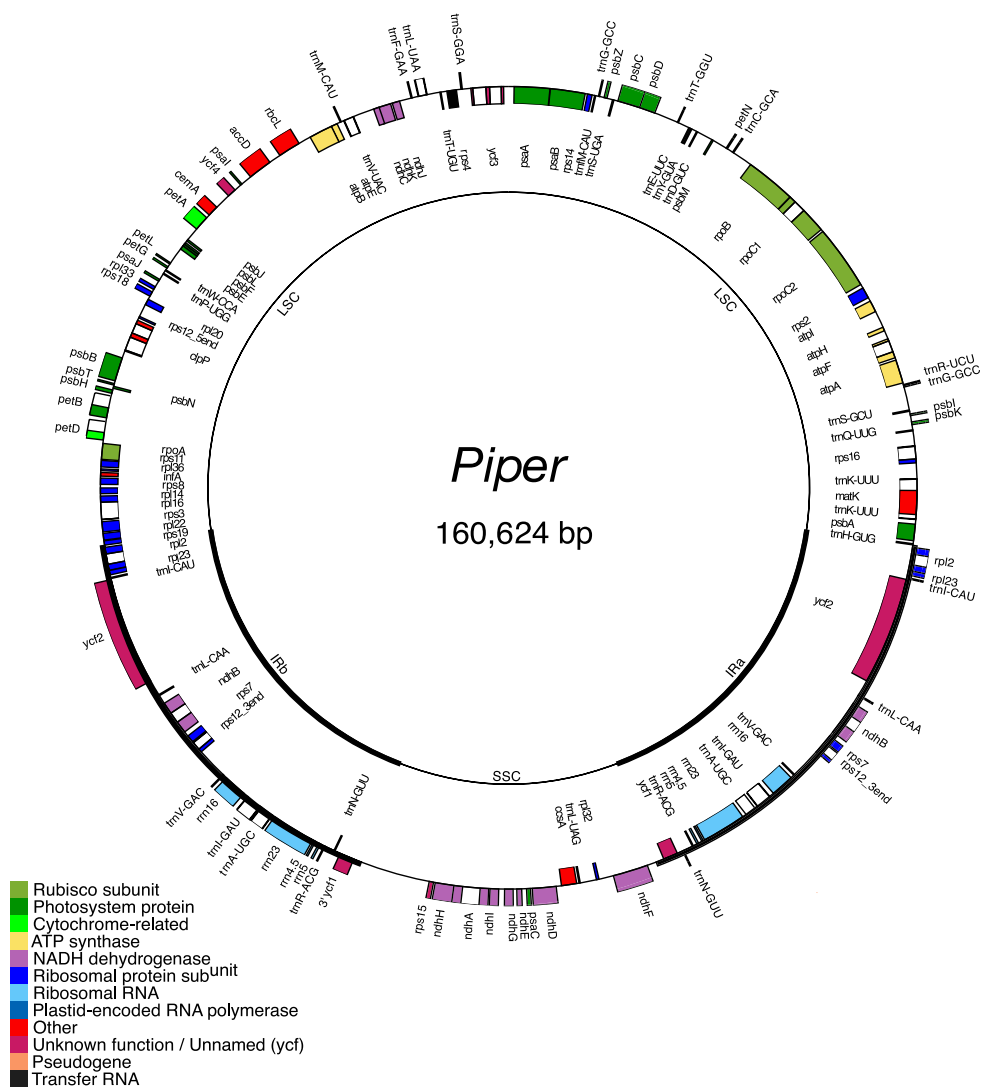 trnS-GGA
trnL-UAA
trnF-GAA
trnM-CAU
rbcL
accD
psaI
ycf4
cemA
petA
petL
petG
psaJ
rpl33
rps18
psbB
psbT
psbH
petB
petD
trnG-GCC
psbZ
psbC
psbD
trnT-GGU
petN
trnC-GCA
trnR-UCU
trnG-GCC
psbI
psbK
rpl2
rpl23
trnI-CAU
trnL-CAA
ndhB
rps7
rps12_3end
trnN-GUU
ndhF
ndhD
psaC
ndhE
ndhG
ndhI
ndhA
ndhH
rps15
3'ycf1
trnR-ACG
rrn5
rrn4.5
rrn23
trnA-UGC
trnI-GAU
rrn16
trnV-GAC
ycf2
trnT-UGU
rps4
ycf3
psaA
psaB
rps14
trnfM-CAU
trnS-UGA
trnE-UUC
trnY-GUA
trnD-GUC
psbM
rpoB
rpoC1
rpoC2
rps2
atpI
atpH
atpF
atpA
trnS-GCU
trnQ-UUG
rps16
trnK-UUU
matK
trnK-UUU
psbA
trnH-GUG
ycf2
trnV-GAC
rrn16
trnI-GAU
trnA-UGC
rrn23
rrn4.5
rrn5
trnR-ACG
ycf1
rpl32
trnL-UAG
ccsA
trnN-GUU
rps12_3end
rps7
ndhB
trnL-CAA
trnI-CAU
rpl23
rpl2
rps19
rpl22
rps3
rpl16
rpl14
rps8
infA
rpl36
rps11
rpoA
psbN
clpP
rps12_5end
rpl20
trnP-UGG
trnW-CCA
psbE
psbF
psbL
psbJ
atpB
atpE
trnV-UAC
ndhC
ndhK
ndhJ
LSC
LSC
IRb
IRa
SSC
Piper
160,624 bp
Rubisco subunit
Photosystem protein
Cytochrome-related
ATP synthase
NADH dehydrogenase
Ribosomal protein subunit
Ribosomal RNA
Plastid-encoded RNA polymerase
Other
Unknown function / Unnamed (ycf)
Pseudogene
Transfer RNA